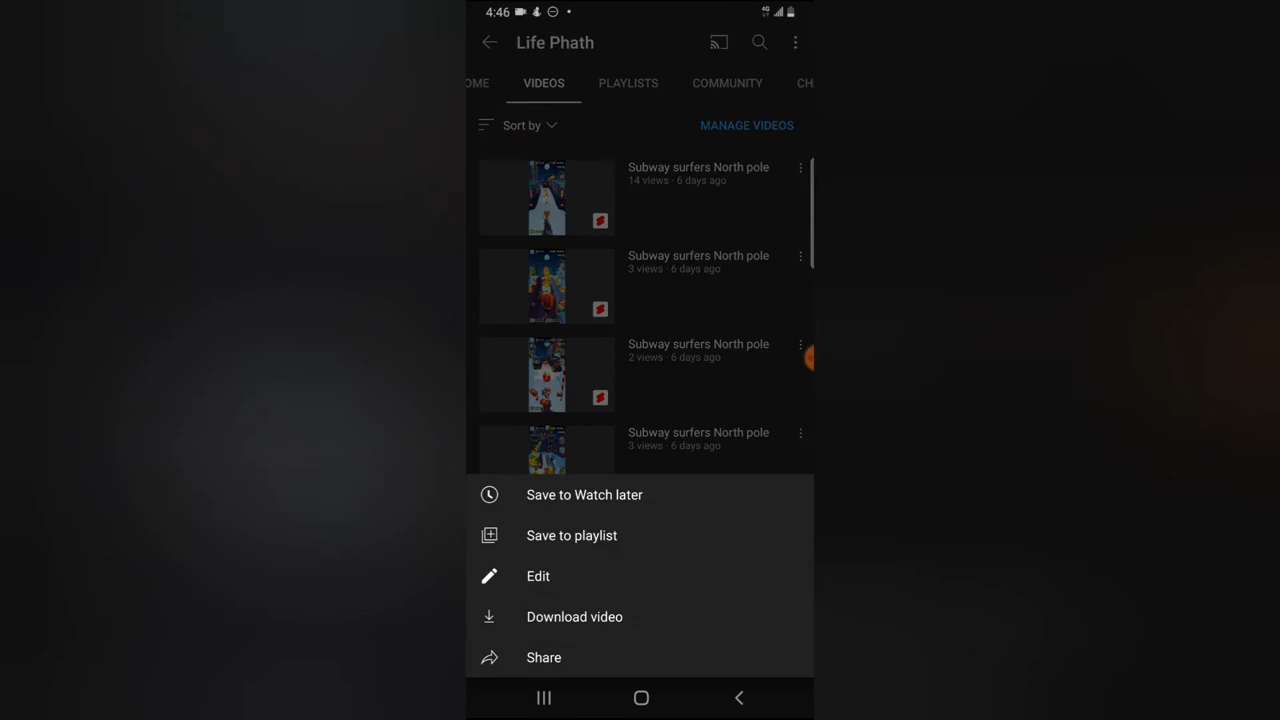 4:46
4G
Life Phath
OME VIDEOS PLAYLISTS COMMUNITY CH
Sort by MANAGE VIDEOS
Subway surfers North pole
14 views · 6 days ago
Subway surfers North pole
3 views · 6 days ago
Subway surfers North pole
2 views · 6 days ago
Subway surfers North pole
3 views · 6 days ago
Save to Watch later
Save to playlist
Edit
Download video
Share